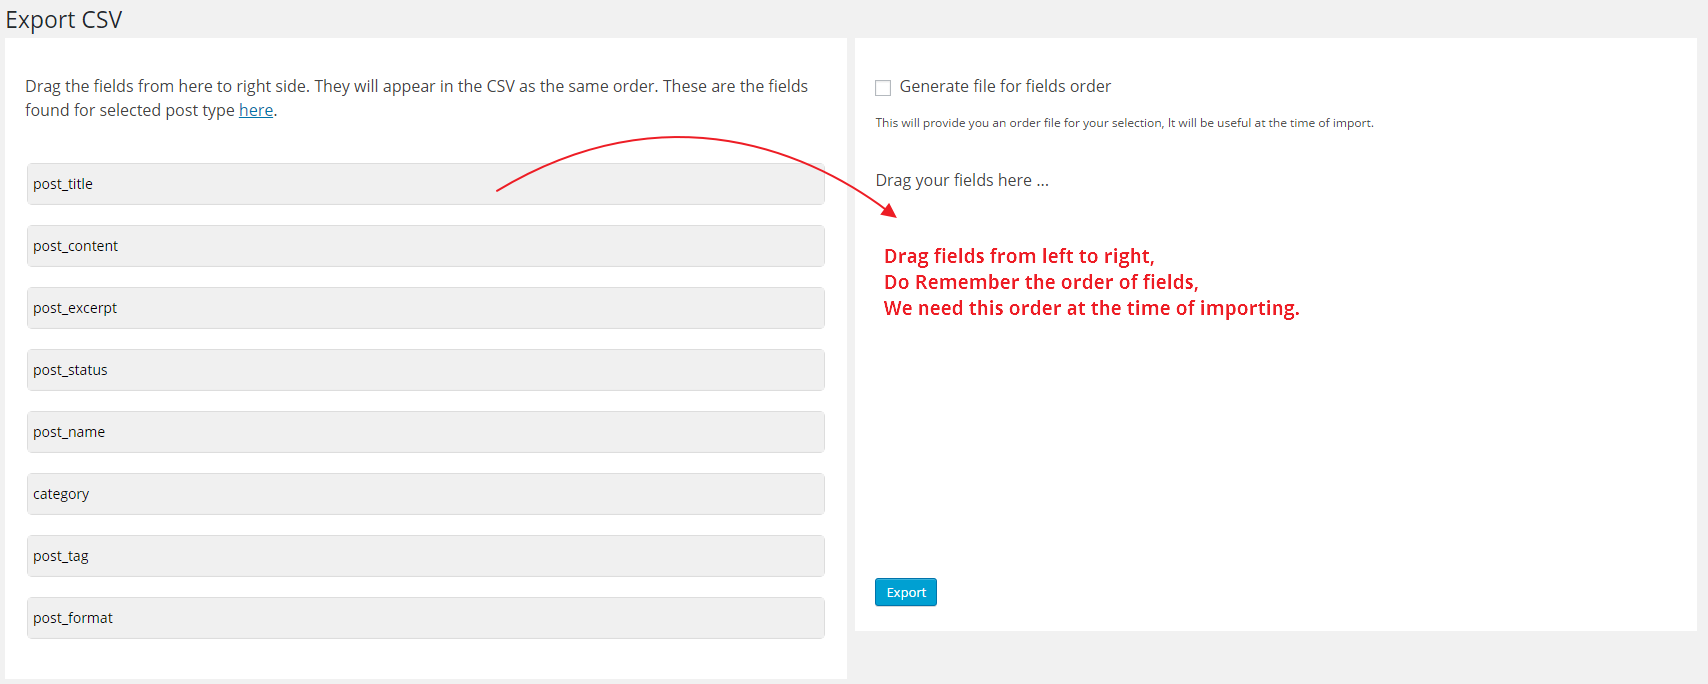 Export CSV
Drag the fields from here to right side. They will appear in the CSV as the same order. These are the fields
found for selected post type here.
post_title
post_content
post_excerpt
post_status
post_name
category
post_tag
post_format
Generate file for fields order
This will provide you an order file for your selection, It will be useful at the time of import.
Drag your fields here ...
Drag fields from left to right,
Do Remember the order of fields,
We need this order at the time of importing.
Export